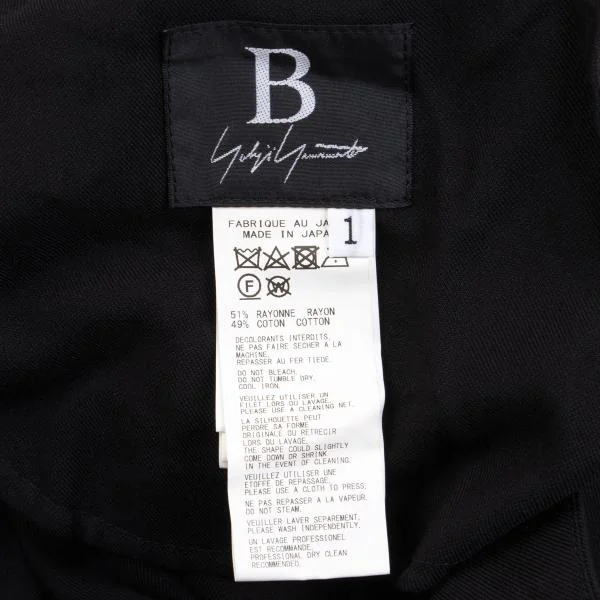 B
Yohji Yamamoto
1
FABRIQUE AU
MADE IN JAPA
F W
51% RAYONNE RAYON
49% COTON COTTON
DECOLORANTS INTERDITS.
NE PAS FAIRE SECHER A LA
MACHINE.
REPASSER AU FER TIEDE.
DO NOT BLEACH.
DO NOT TUMBLE DRY.
COOL IRON.
VEUILLEZ UTILISER UN
FILET LORS DU LAVAGE.
PLEASE USE A CLEANING NET.
LA SILHOUETTE PEUT
PERDRE SA FORME
ORIGINALE OU RETRECIR
LORS DU LAVAGE.
THE SHAPE COULD SLIGHTLY
COME DOWN OR SHRINK
IN THE EVENT OF CLEANING.
VEUILLEZ UTILISER UNE
ETOFFE DE REPASSAGE.
PLEASE USE A CLOTH TO PRESS.
NE PAS REPASSER A LA VAPEUR.
DO NOT STEAM.
VEUILLER LAVER SEPAREMENT.
PLEASE WASH INDEPENDENTLY.
UN LAVAGE PROFESSIONEL
EST RECOMMANDE.
PROFESSIONAL DRY CLEAN
RECOMMENDED.